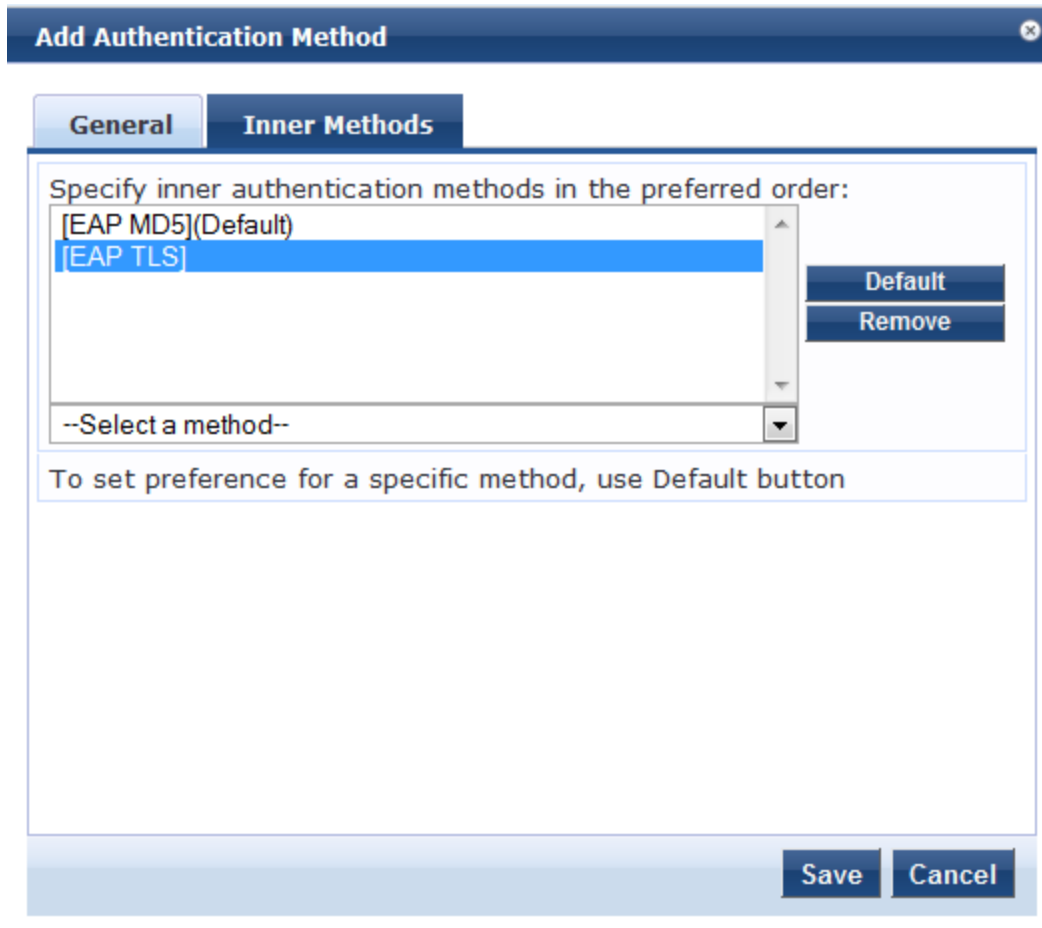 Add Authentication Method
General
Inner Methods
Specify inner authentication methods in the preferred order:
[EAP MD5](Default)
[EAP TLS]
Default
Remove
--Select a method--
To set preference for a specific method, use Default button
Save
Cancel